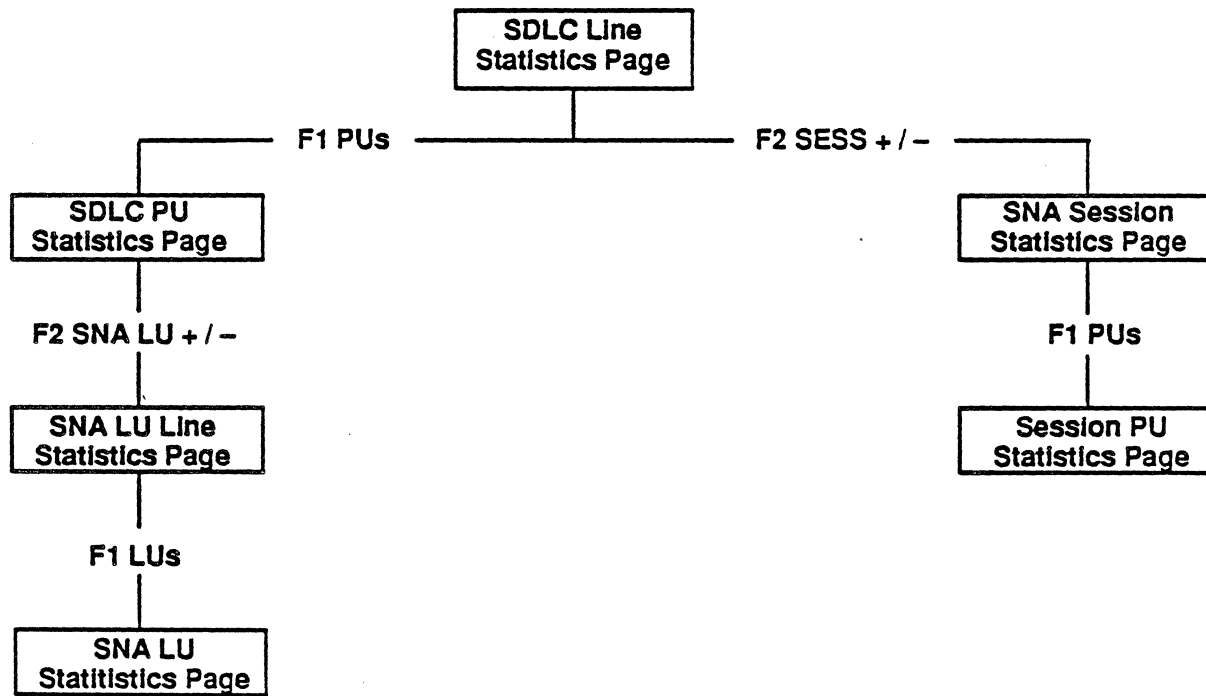 SDLC Line
Statistics Page
F1 PUs
F2 SESS + / –
SDLC PU
Statistics Page
SNA Session
Statistics Page
F2 SNA LU + / –
F1 PUs
SNA LU Line
Statistics Page
Session PU
Statistics Page
F1 LUs
SNA LU
Statitistics Page